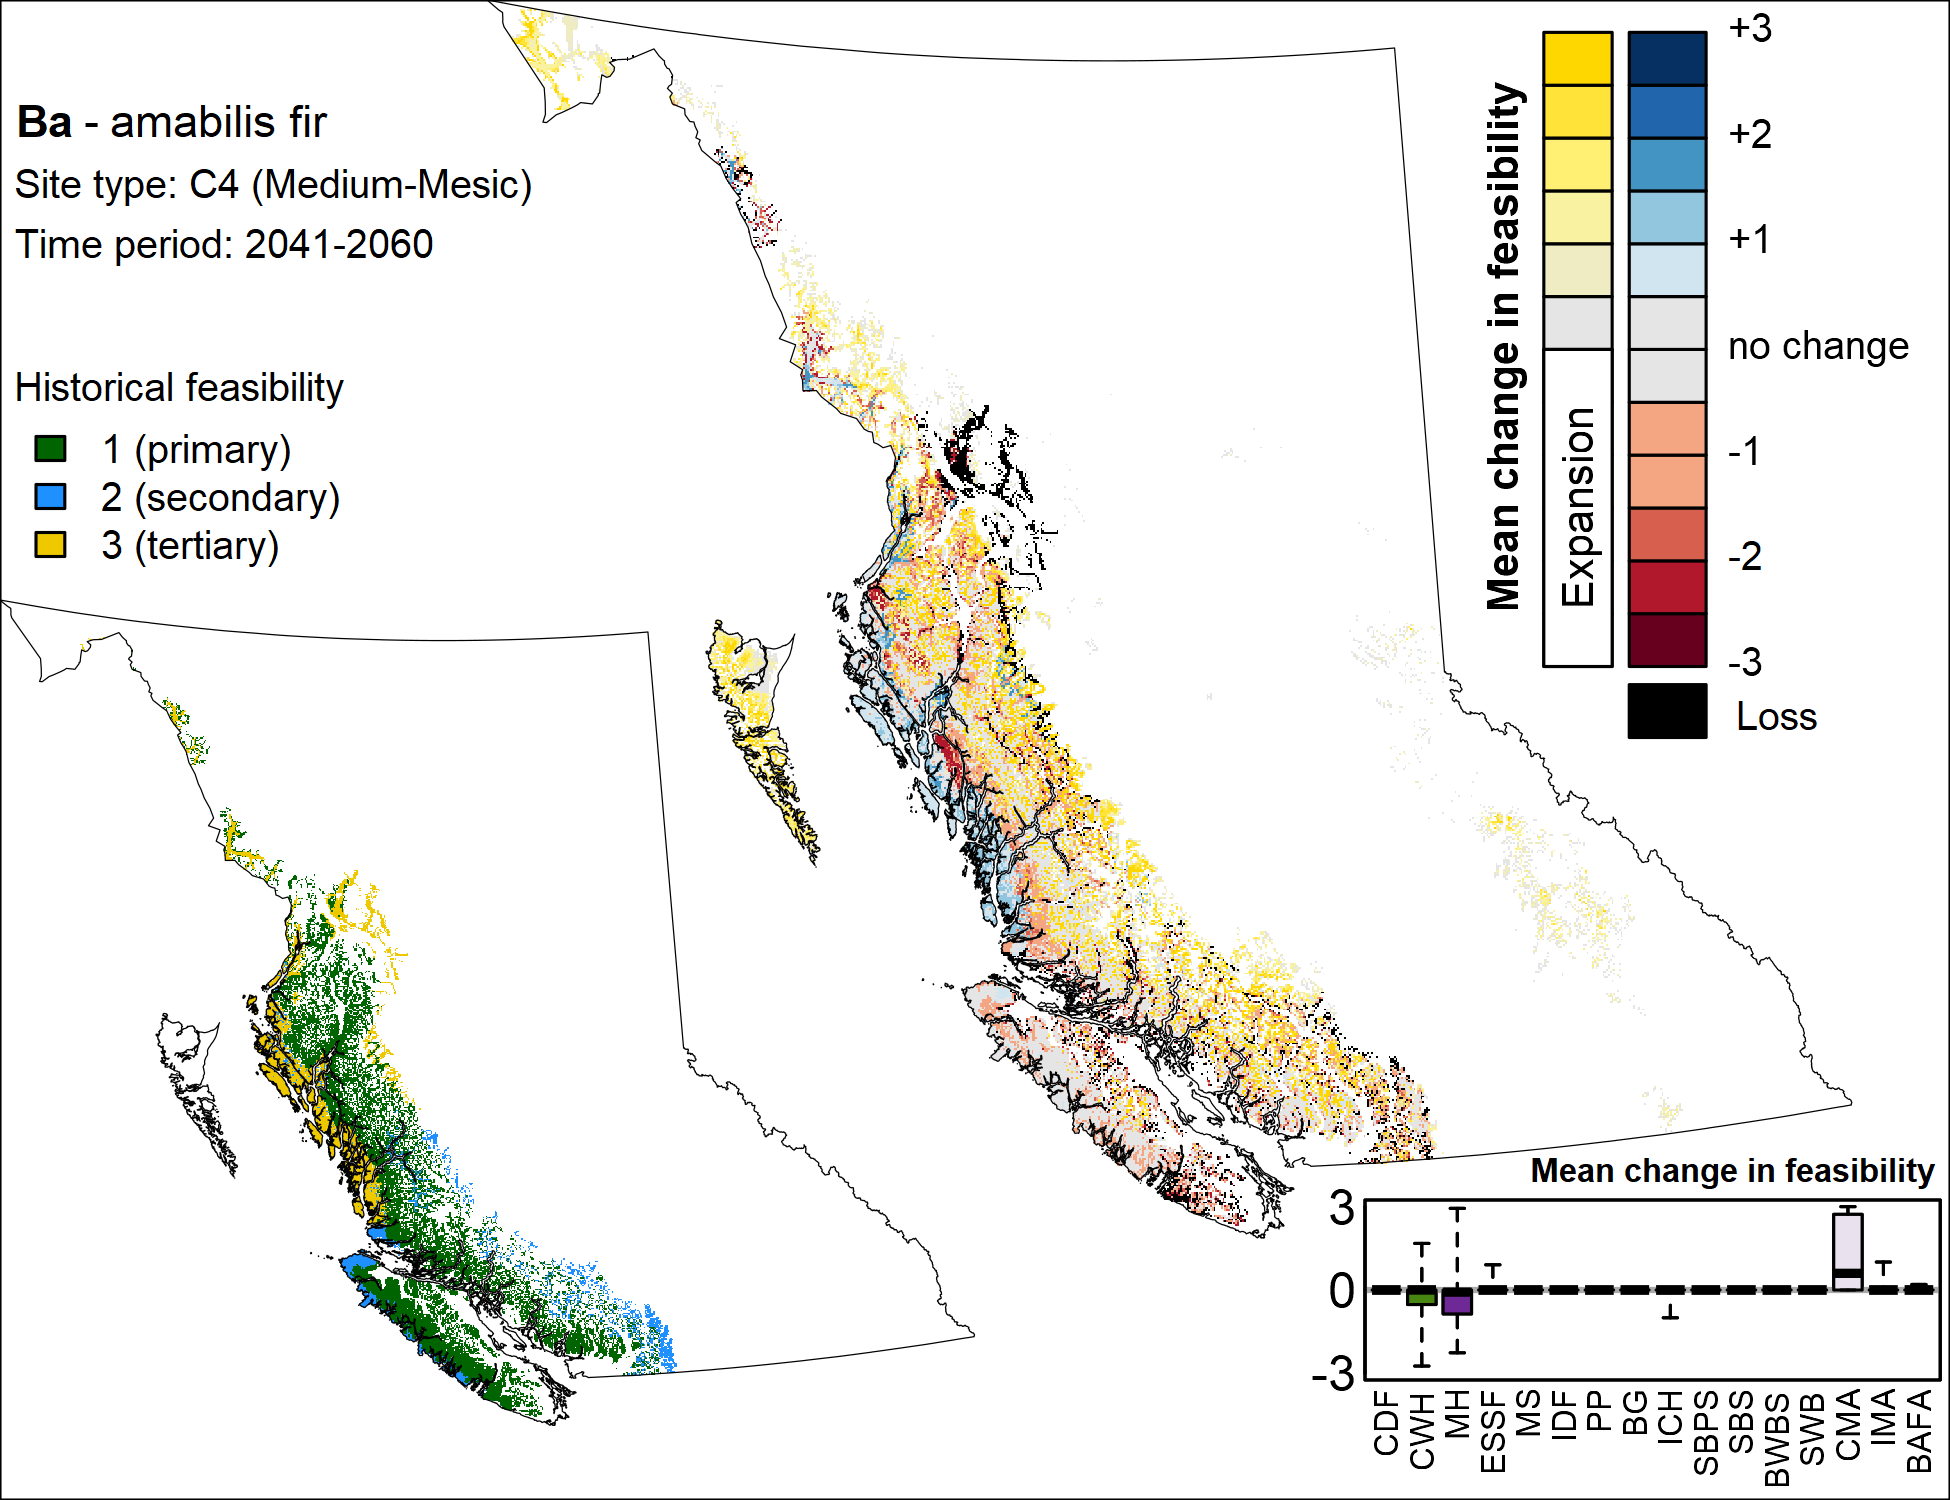 Ba - amabilis fir
Site type: C4 (Medium-Mesic)
Time period: 2041-2060
Historical feasibility
1 (primary)
2 (secondary)
3 (tertiary)
Mean change in feasibility
Expansion
+3
+2
+1
no change
-1
-2
-3
Loss
Mean change in feasibility
3
0
-3
CDF
CWH
MH
ESSF
MS
IDF
PP
BG
ICH
SBPS
SBS
BWBS
SWB
CMA
IMA
BAFA